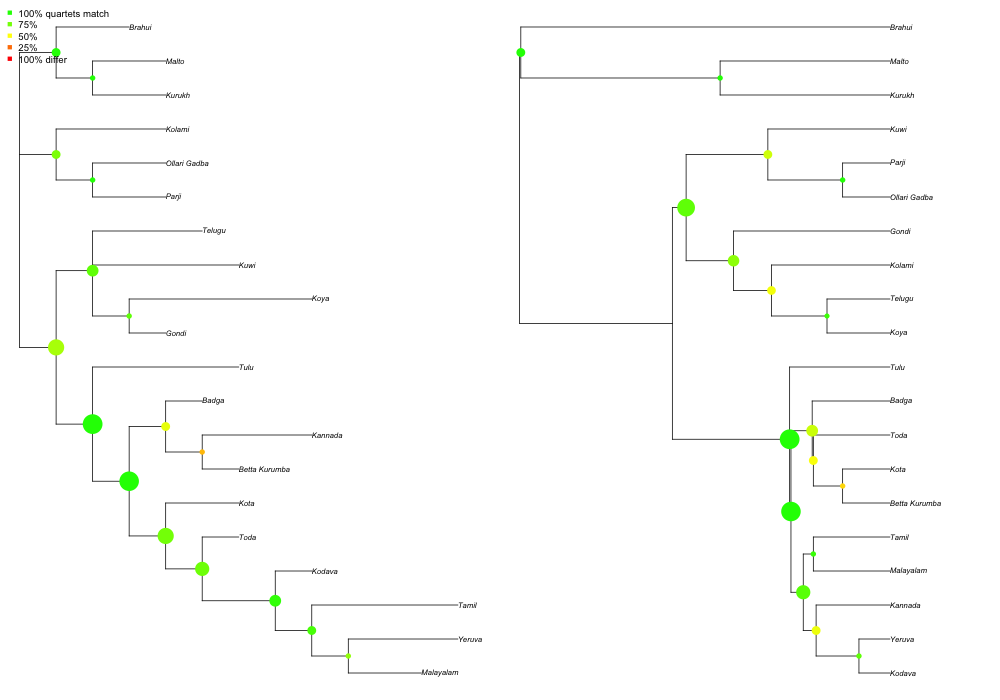 100% quartets match
75%
50%
25%
100% differ
Brahui
Malto
Kurukh
Kolami
Ollari Gadba
Parji
Telugu
Kuwi
Koya
Gondi
Tulu
Badga
Kannada
Betta Kurumba
Kota
Toda
Kodava
Tamil
Yeruva
Malayalam
Brahui
Malto
Kurukh
Kuwi
Parji
Ollari Gadba
Gondi
Kolami
Telugu
Koya
Tulu
Badga
Toda
Kota
Betta Kurumba
Tamil
Malayalam
Kannada
Yeruva
Kodava